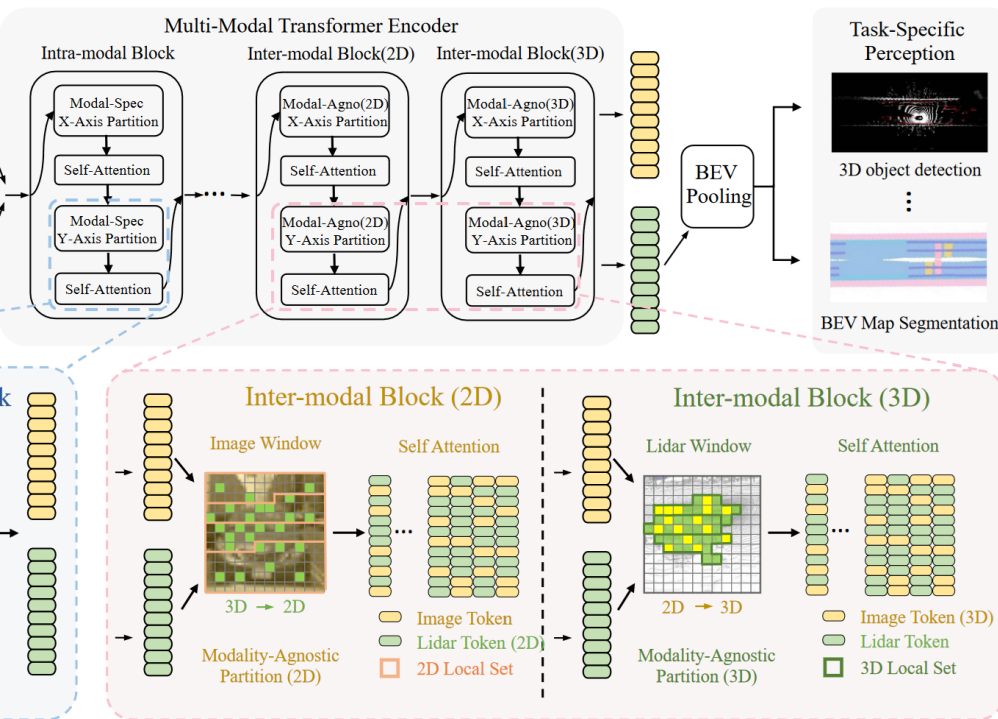 Multi-Modal Transformer Encoder
Intra-modal Block
Inter-modal Block(2D)
Inter-modal Block(3D)
Modal-Spec
X-Axis Partition
Self-Attention
Modal-Spec
Y-Axis Partition
Self-Attention
Modal-Agno(2D)
X-Axis Partition
Self-Attention
Modal-Agno(2D)
Y-Axis Partition
Self-Attention
Modal-Agno(3D)
X-Axis Partition
Self-Attention
Modal-Agno(3D)
Y-Axis Partition
Self-Attention
BEV
Pooling
Task-Specific
Perception
3D object detection
BEV Map Segmentation
k
Inter-modal Block (2D)
Image Window
Self Attention
3D → 2D
Modality-Agnostic
Partition (2D)
Image Token
Lidar Token (2D)
2D Local Set
Inter-modal Block (3D)
Lidar Window
Self Attention
2D → 3D
Modality-Agnostic
Partition (3D)
Image Token (3D)
Lidar Token
3D Local Set